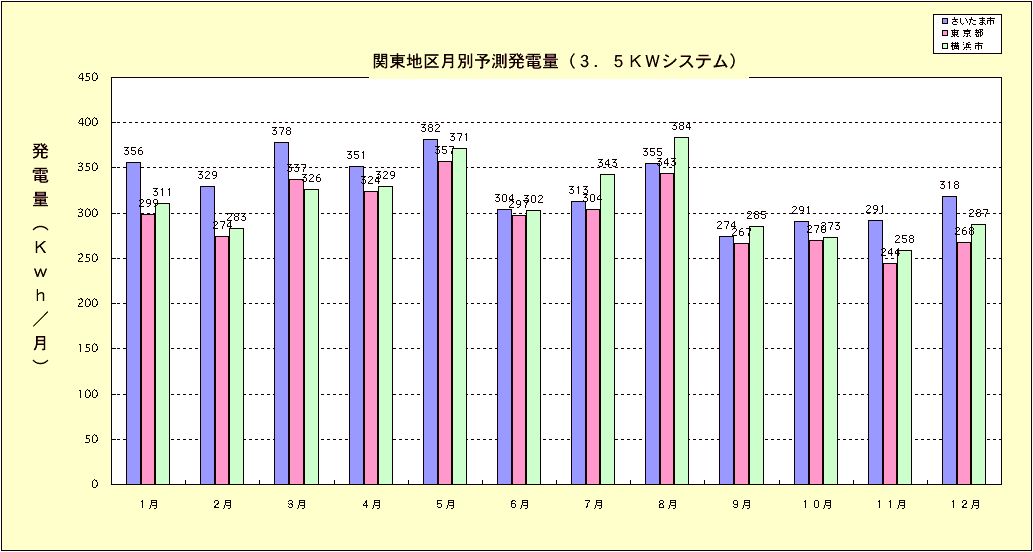 さいたま市
東京都
横浜市
関東地区月別予測発電量（３．５ＫＷシステム）
発電量（Ｋｗｈ／月）
450
400
350
300
250
200
150
100
50
0
356 299 311
329 274 283
378 337 326
351 324 329
382 357 371
304 297 302
313 304 343
355 343 384
274 267 285
291 270 273
291 244 258
318 268 287
１月 ２月 ３月 ４月 ５月 ６月 ７月 ８月 ９月 １０月 １１月 １２月